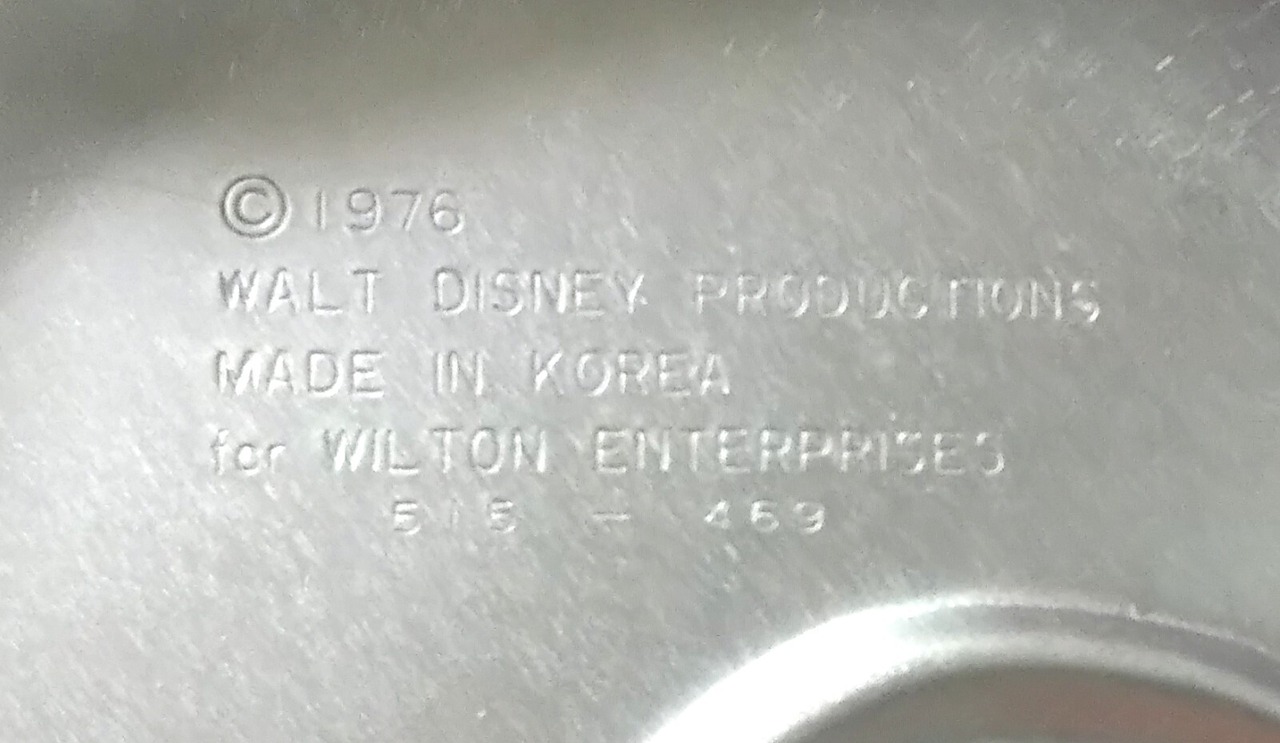 ©1976
WALT DISNEY PRODUCTIONS
MADE IN KOREA
for WILTON ENTERPRISES
515 - 469